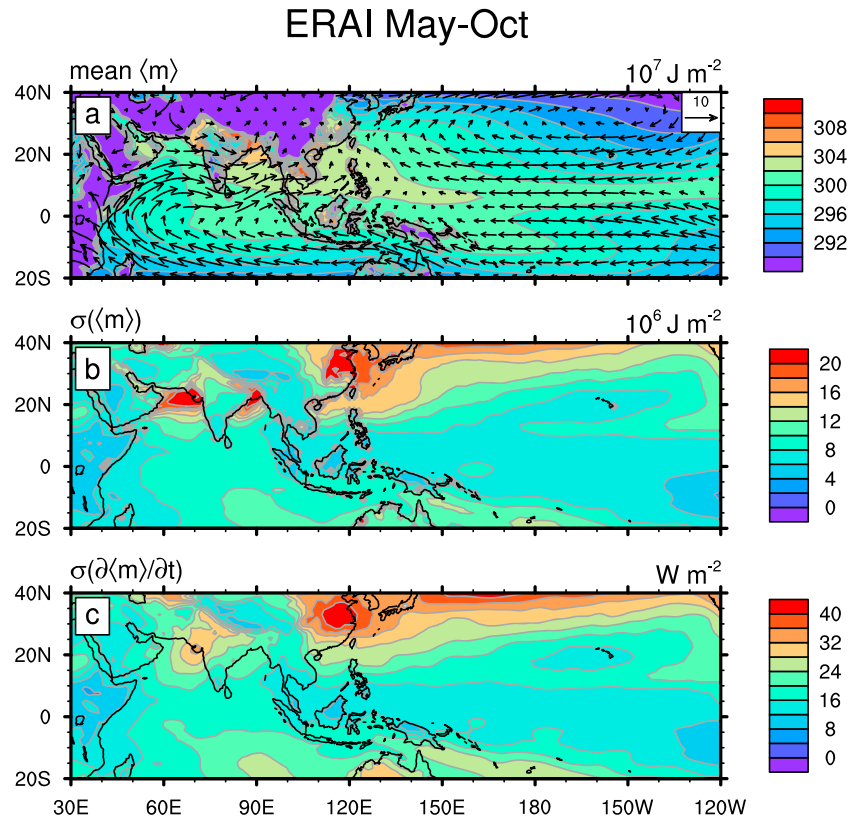 ERAI May-Oct
mean ⟨m⟩ 10⁷ J m⁻²
a
10
40N
20N
0
20S
308
304
300
296
292
σ(⟨m⟩) 10⁶ J m⁻²
b
40N
20N
0
20S
20
16
12
8
4
0
σ(∂⟨m⟩/∂t) W m⁻²
c
40N
20N
0
20S
40
32
24
16
8
0
30E 60E 90E 120E 150E 180 150W 120W